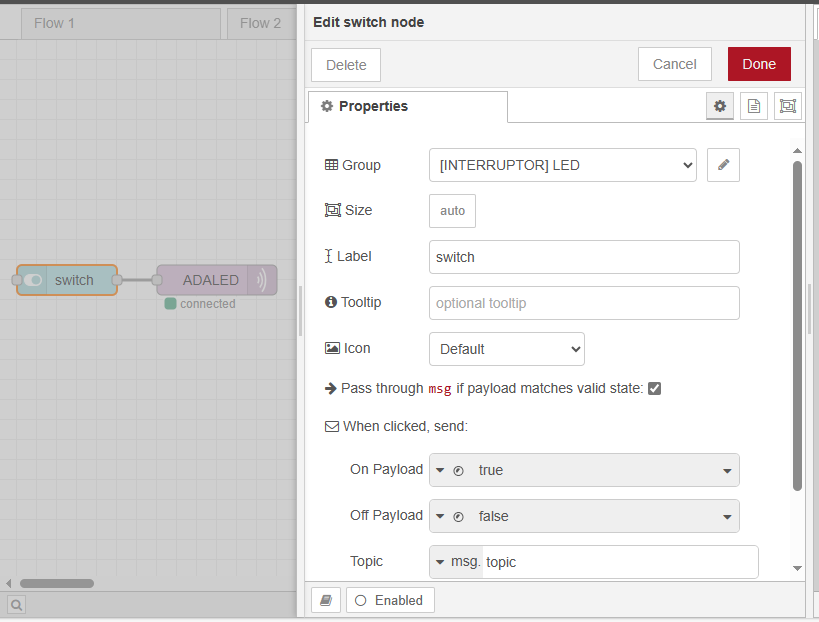 Flow 1
Flow 2
Edit switch node
Delete
Cancel
Done
Properties
Group
[INTERRUPTOR] LED
Size
auto
Label
switch
Tooltip
optional tooltip
Icon
Default
Pass through msg if payload matches valid state:
When clicked, send:
On Payload
true
Off Payload
false
Topic
msg. topic
Enabled
switch
ADALED
connected